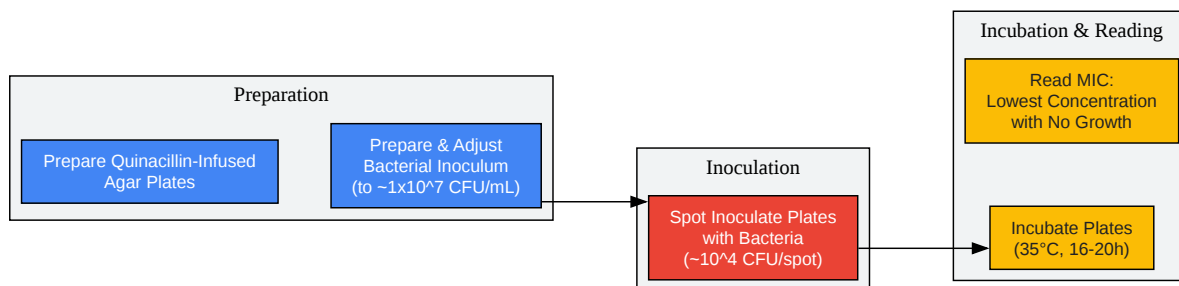 Preparation
Prepare Quinacillin-Infused
Agar Plates
Prepare & Adjust
Bacterial Inoculum
(to ~1x10^7 CFU/mL)
Inoculation
Spot Inoculate Plates
with Bacteria
(~10^4 CFU/spot)
Incubation & Reading
Read MIC:
Lowest Concentration
with No Growth
Incubate Plates
(35°C, 16-20h)